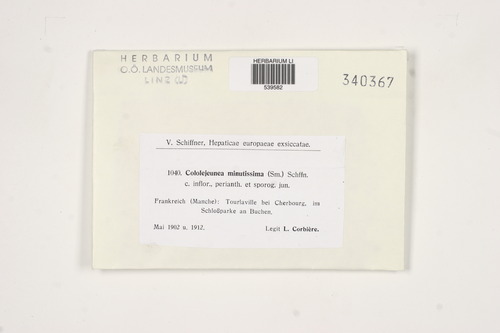 HERBARIUM
O.Ö. LANDESMUSEUM
LINZ
HERBARIUM LI
539582
340367
V. Schiffner, Hepaticae europaeae exsiccatae.
1040. Cololejeunea minutissima (Sm.) Schffn.
c. inflor., perianth. et sporog. jun.
Frankreich (Manche): Tourlaville bei Cherbourg, im
Schloßparke an Buchen.
Mai 1902 u. 1912. Legit L. Corbière.